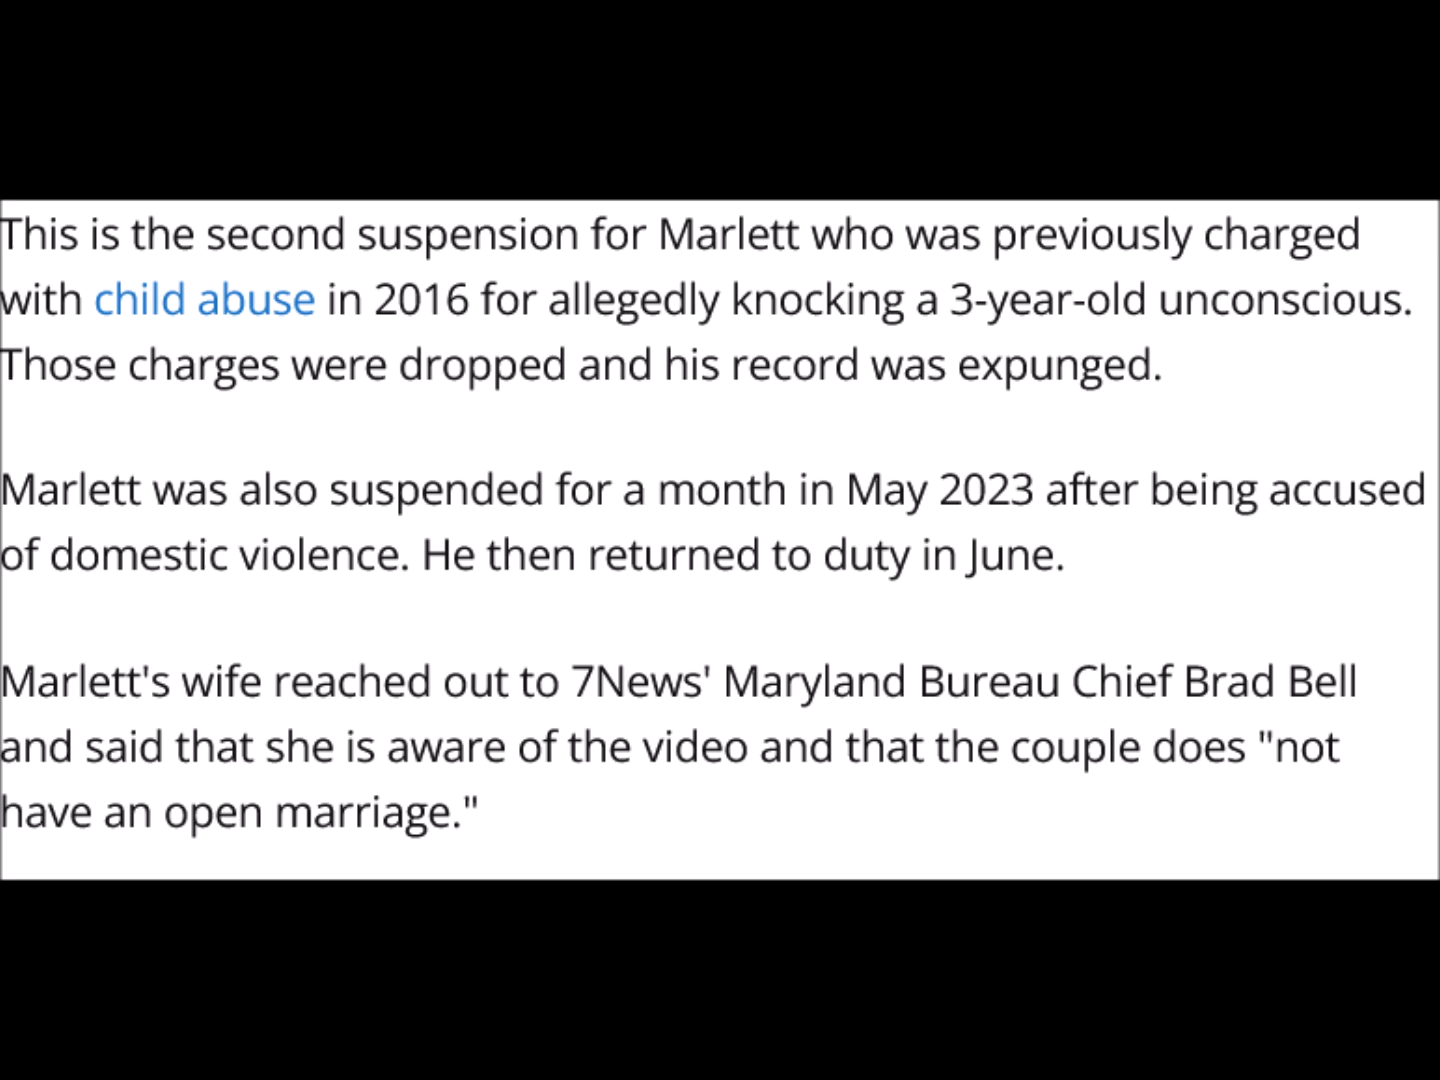 This is the second suspension for Marlett who was previously charged
with child abuse in 2016 for allegedly knocking a 3-year-old unconscious.
Those charges were dropped and his record was expunged.
Marlett was also suspended for a month in May 2023 after being accused
of domestic violence. He then returned to duty in June.
Marlett's wife reached out to 7News' Maryland Bureau Chief Brad Bell
and said that she is aware of the video and that the couple does "not
have an open marriage."